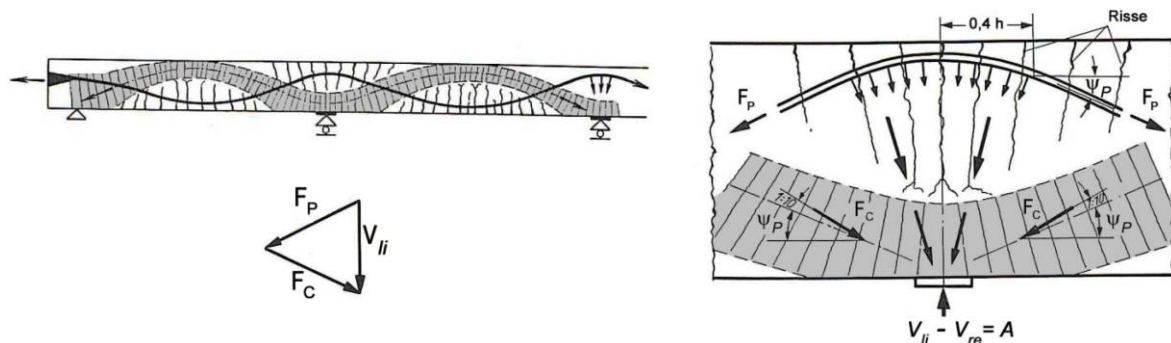 F_P
V_li
F_C
0,4 h
Risse
Ψ_P
F_P
F_P
1:10
F_C
Ψ_P
F_C
1:10
Ψ_P
V_li - V_re = A